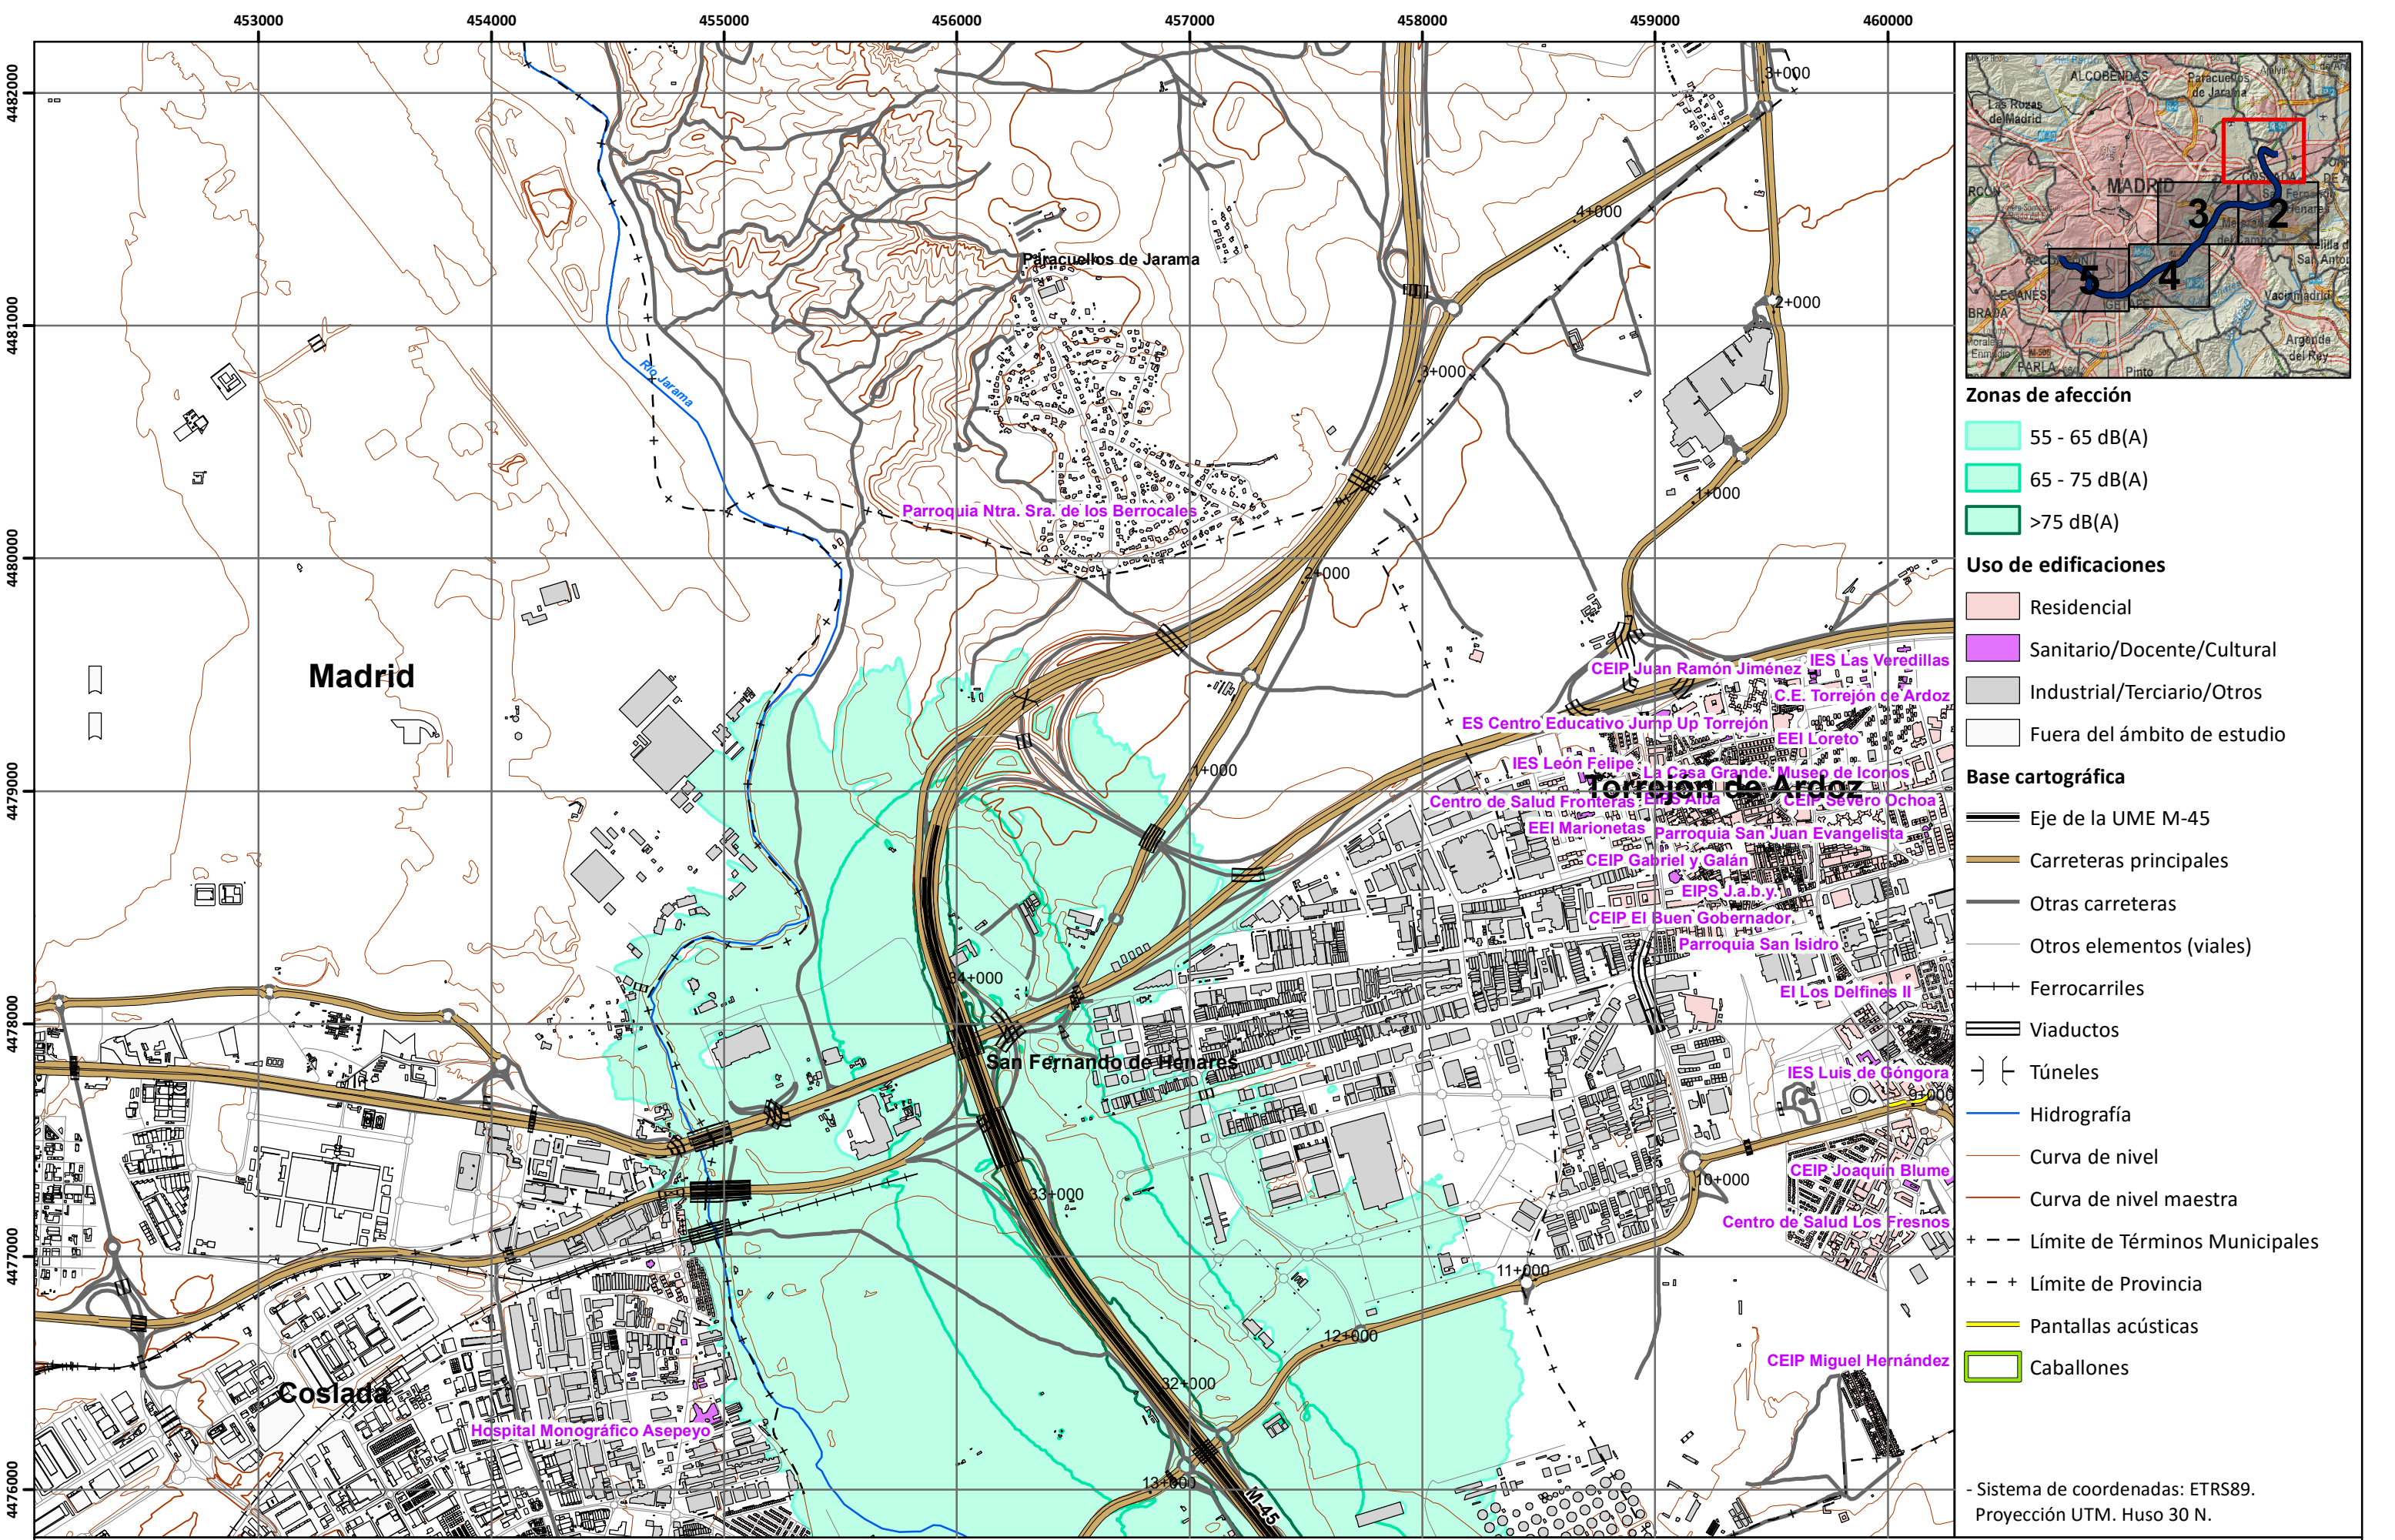 453000 454000 455000 456000 457000 458000 459000 460000
4482000
4481000
4480000
4479000
4478000
4477000
4476000
3+000
4+000
Paracuellos de Jarama
2+000
Río Jarama
3+000
1+000
Parroquia Ntra. Sra. de los Berrocales
2+000
Madrid
IES Las Veredillas
CEIP Juan Ramón Jiménez
C.E. Torrejón de Ardoz
ES Centro Educativo Jump Up Torrejón
EEI Loreto
IES León Felipe
La Casa Grande. Museo de Iconos
1+000
Torrejón de Ardoz
Centro de Salud Fronteras
EIPS Alba
CEIP Severo Ochoa
EEI Marionetas
Parroquia San Juan Evangelista
CEIP Gabriel y Galán
EIPS J.a.b.y.
CEIP El Buen Gobernador
Parroquia San Isidro
34+000
EI Los Delfines II
San Fernando de Henares
IES Luis de Góngora
9+000
CEIP Joaquín Blume
10+000
33+000
Centro de Salud Los Fresnos
11+000
12+000
CEIP Miguel Hernández
32+000
Coslada
Hospital Monográfico Asepeyo
13+000
M-45
ALCOBENDAS
Paracuellos
de Jarama
Las Rozas
de Madrid
MADRID
COSLADA
3
2
5
4
LEGANÉS
GETAFE
Vaciamadrid
Arganda
del Rey
PARLA
Pinto
Zonas de afección
55 - 65 dB(A)
65 - 75 dB(A)
>75 dB(A)
Uso de edificaciones
Residencial
Sanitario/Docente/Cultural
Industrial/Terciario/Otros
Fuera del ámbito de estudio
Base cartográfica
Eje de la UME M-45
Carreteras principales
Otras carreteras
Otros elementos (viales)
Ferrocarriles
Viaductos
Túneles
Hidrografía
Curva de nivel
Curva de nivel maestra
Límite de Términos Municipales
Límite de Provincia
Pantallas acústicas
Caballones
- Sistema de coordenadas: ETRS89.
Proyección UTM. Huso 30 N.